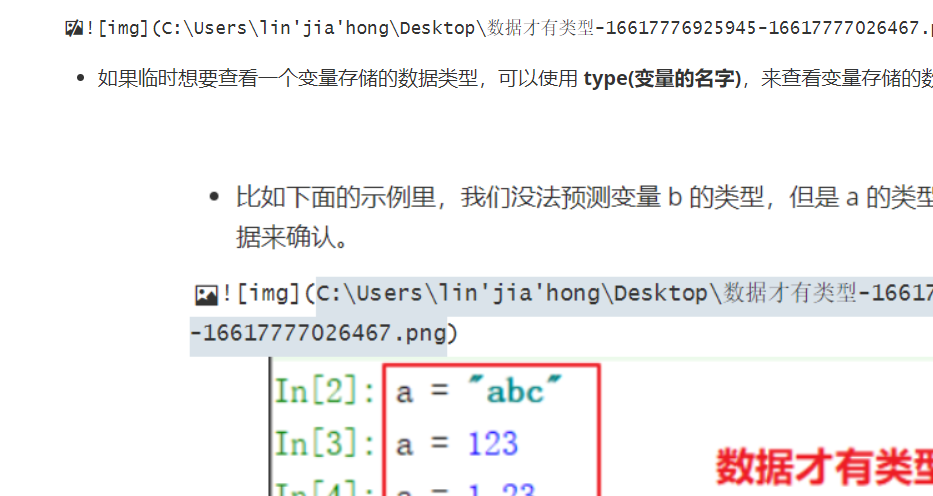 ![img](C:\Users\lin'jia'hong\Desktop\数据才有类型-16617776925945-16617777026467.
如果临时想要查看一个变量存储的数据类型，可以使用 type(变量的名字)，来查看变量存储的数
比如下面的示例里，我们没法预测变量 b 的类型，但是 a 的类型
据来确认。
![img](C:\Users\lin'jia'hong\Desktop\数据才有类型-16617
-16617777026467.png)
In[2]: a = "abc"
In[3]: a = 123
数据才有类型
In[4]: a = 1.23